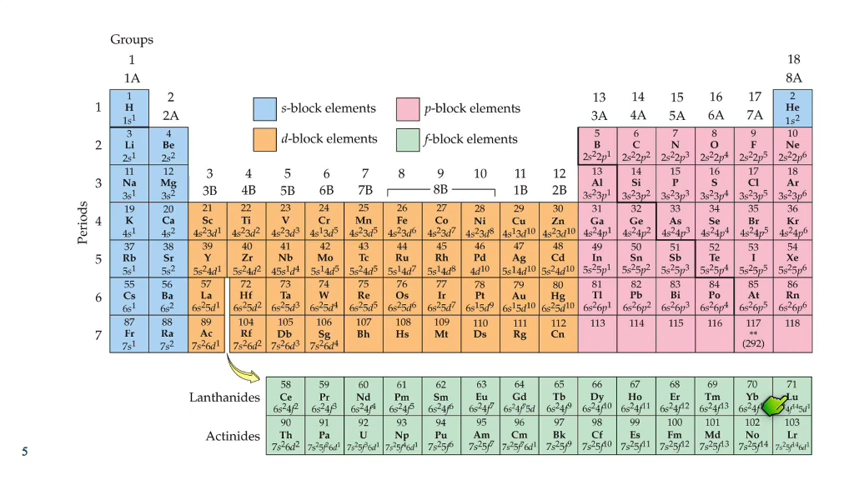 Groups
1 18
1A 8A
1 H 1s¹
2 2A
s-block elements
p-block elements
d-block elements
f-block elements
13 14 15 16 17
3A 4A 5A 6A 7A
2 He 1s²
Periods
1
2
3 4 5 6 7 8 9 10 11 12
3B 4B 5B 6B 7B 8B 1B 2B
3 4 5 6 7 8 9 10
Li Be B C N O F Ne
2s¹ 2s² 2s²2p¹ 2s²2p² 2s²2p³ 2s²2p⁴ 2s²2p⁵ 2s²2p⁶
3
11 12 13 14 15 16 17 18
Na Mg Al Si P S Cl Ar
3s¹ 3s² 3s²3p¹ 3s²3p² 3s²3p³ 3s²3p⁴ 3s²3p⁵ 3s²3p⁶
4
19 20 21 22 23 24 25 26 27 28 29 30 31 32 33 34 35 36
K Ca Sc Ti V Cr Mn Fe Co Ni Cu Zn Ga Ge As Se Br Kr
4s¹ 4s² 4s²3d¹ 4s²3d² 4s²3d³ 4s¹3d⁵ 4s²3d⁵ 4s²3d⁶ 4s²3d⁷ 4s²3d⁸ 4s¹3d¹⁰ 4s²3d¹⁰ 4s²4p¹ 4s²4p² 4s²4p³ 4s²4p⁴ 4s²4p⁵ 4s²4p⁶
5
37 38 39 40 41 42 43 44 45 46 47 48 49 50 51 52 53 54
Rb Sr Y Zr Nb Mo Tc Ru Rh Pd Ag Cd In Sn Sb Te I Xe
5s¹ 5s² 5s²4d¹ 5s²4d² 45s¹d⁴ 5s¹4d⁵ 5s²4d⁵ 5s¹4d⁷ 5s¹4d⁸ 4d¹⁰ 5s¹4d¹⁰ 5s²4d¹⁰ 5s²5p¹ 5s²5p² 5s²5p³ 5s²5p⁴ 5s²5p⁵ 5s²5p⁶
6
55 56 57 72 73 74 75 76 77 78 79 80 81 82 83 84 85 86
Cs Ba La Hf Ta W Re Os Ir Pt Au Hg Tl Pb Bi Po At Rn
6s¹ 6s² 6s²5d¹ 6s²5d² 6s²5d³ 6s²5d⁴ 6s²5d⁵ 6s²5d⁶ 6s²5d⁷ 6s¹5d⁹ 6s¹5d¹⁰ 6s²5d¹⁰ 6s²6p¹ 6s²6p² 6s²6p³ 6s²6p⁴ 6s²6p⁵ 6s²6p⁶
7
87 88 89 104 105 106 107 108 109 110 111 112 113 114 115 116 117 118
Fr Ra Ac Rf Db Sg Bh Hs Mt Ds Rg Cn **
7s¹ 7s² 7s²6d¹ 7s²6d² 7s²6d³ 7s²6d⁴ (292)
58 59 60 61 62 63 64 65 66 67 68 69 70 71
Lanthanides Ce Pr Nd Pm Sm Eu Gd Tb Dy Ho Er Tm Yb Lu
6s²4f² 6s²4f³ 6s²4f⁴ 6s²4f⁵ 6s²4f⁶ 6s²4f⁷ 6s²4f⁷5d¹ 6s²4f⁹ 6s²4f¹⁰ 6s²4f¹¹ 6s²4f¹² 6s²4f¹³
90 91 92 93 94 95 96 97 98 99 100 101 102 103
Actinides Th Pa U Np Pu Am Cm Bk Cf Es Fm Md No Lr
7s²6d² 7s²5f²6d¹ 7s²5f³6d¹ 7s²5f⁴6d¹ 7s²5f⁶ 7s²5f⁷ 7s²5f⁷6d¹ 7s²5f⁹ 7s²5f¹⁰ 7s²5f¹¹ 7s²5f¹² 7s²5f¹³ 7s²5f¹⁴ 7s²5f¹⁴6d¹
5